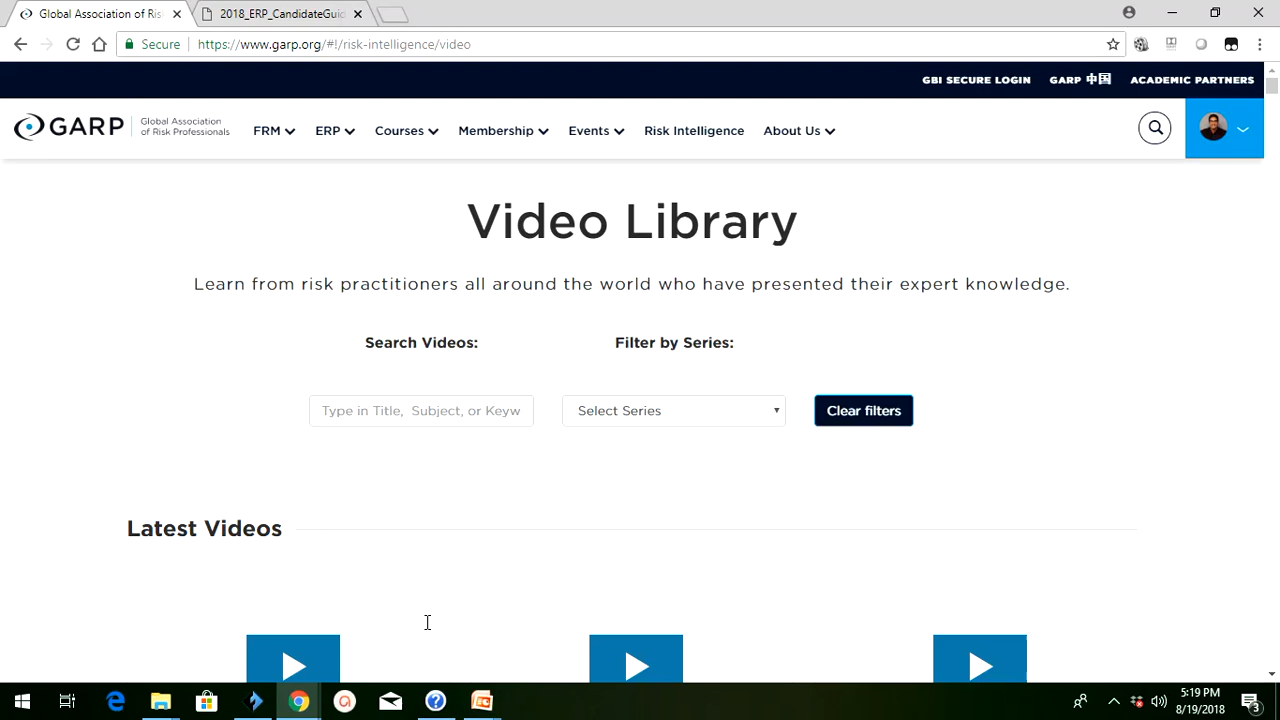 Global Association of Ris
2018_ERP_CandidateGuid
Secure
https://www.garp.org/#!/risk-intelligence/video
GBI SECURE LOGIN
GARP 中国
ACADEMIC PARTNERS
GARP
Global Association
of Risk Professionals
FRM
ERP
Courses
Membership
Events
Risk Intelligence
About Us
Video Library
Learn from risk practitioners all around the world who have presented their expert knowledge.
Search Videos:
Filter by Series:
Type in Title, Subject, or Keyw
Select Series
Clear filters
Latest Videos
5:19 PM
8/19/2018
3